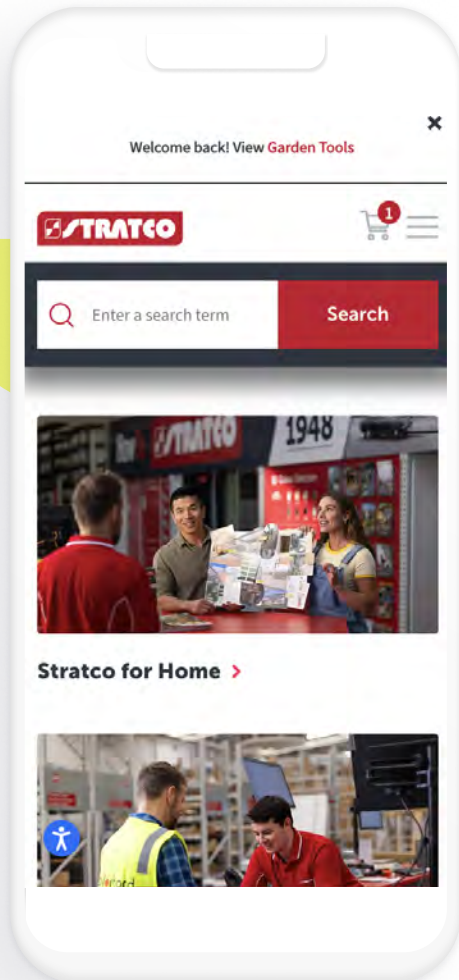 Welcome back! View Garden Tools
STRATCO
1
Enter a search term
Search
STRATCO
1948
Stratco for Home